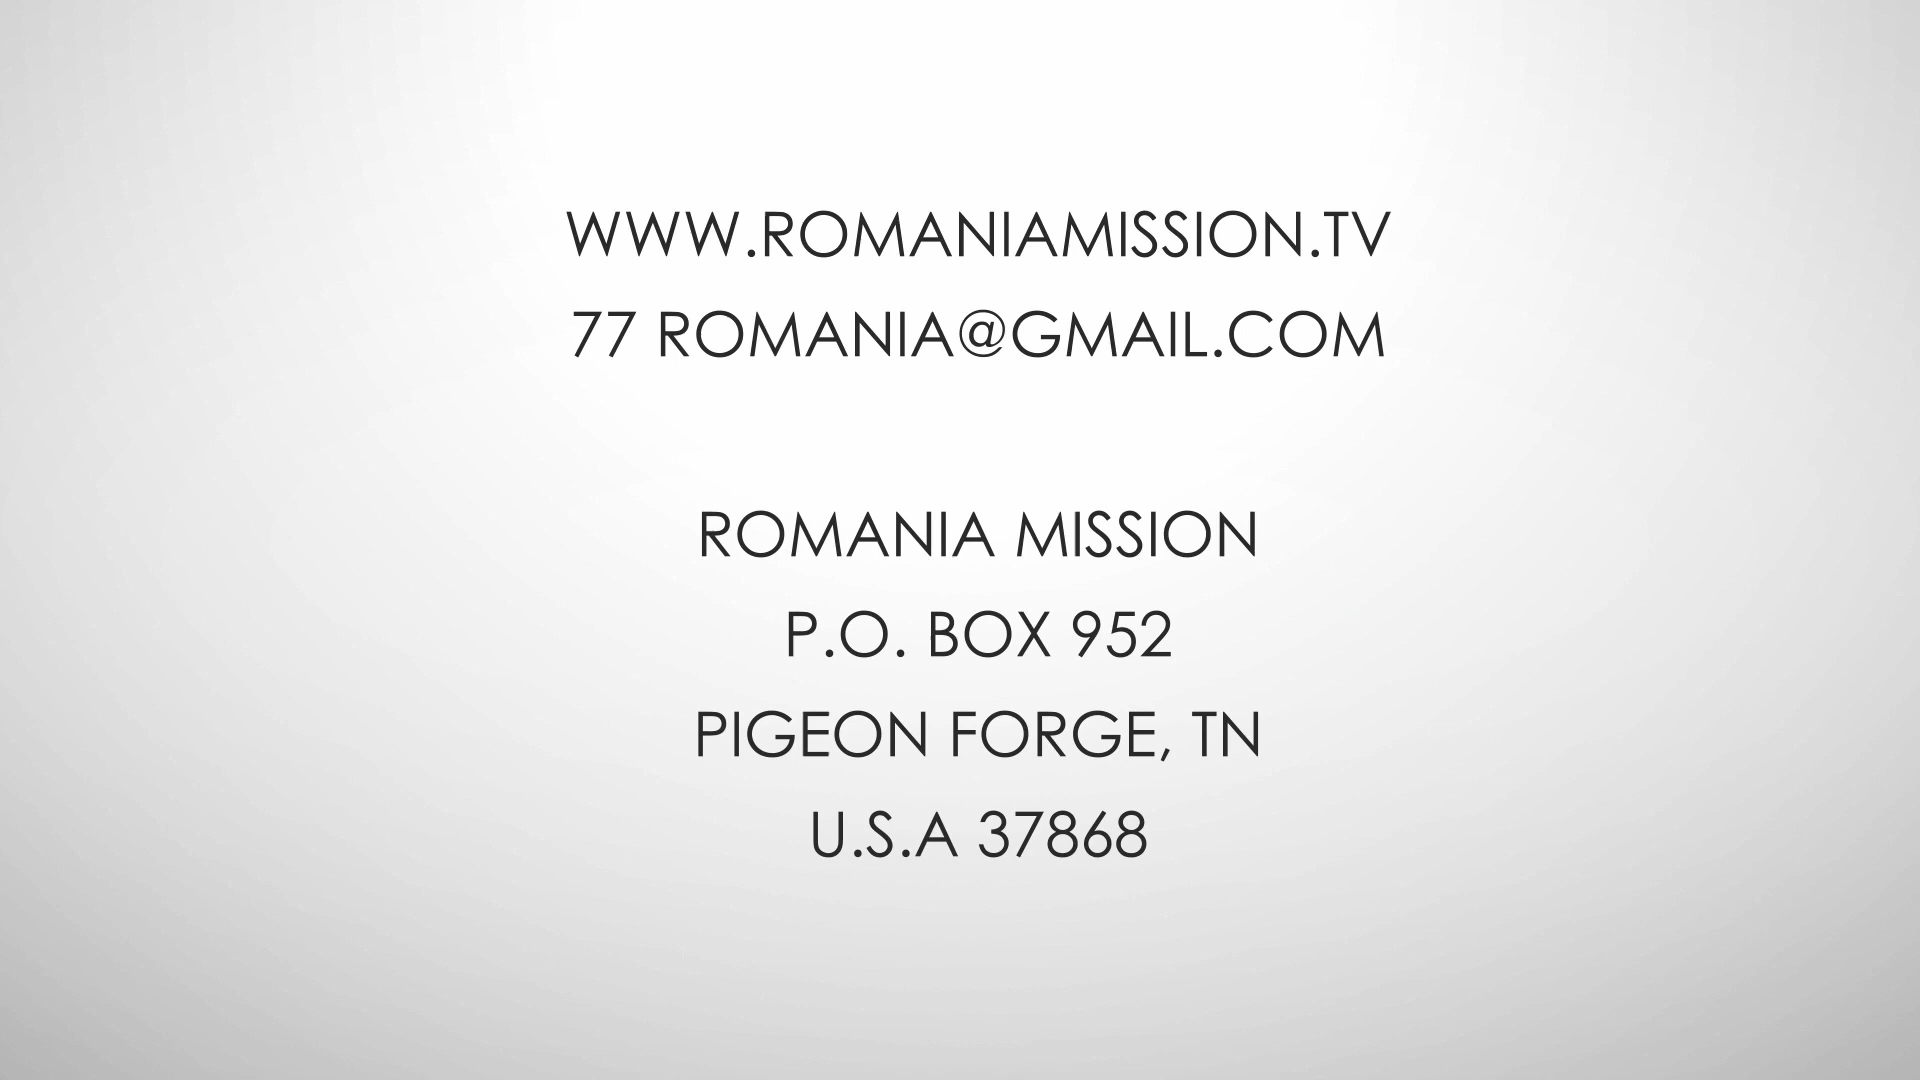 WWW.ROMANIAMISSION.TV
77 ROMANIA@GMAIL.COM
ROMANIA MISSION
P.O. BOX 952
PIGEON FORGE, TN
U.S.A 37868